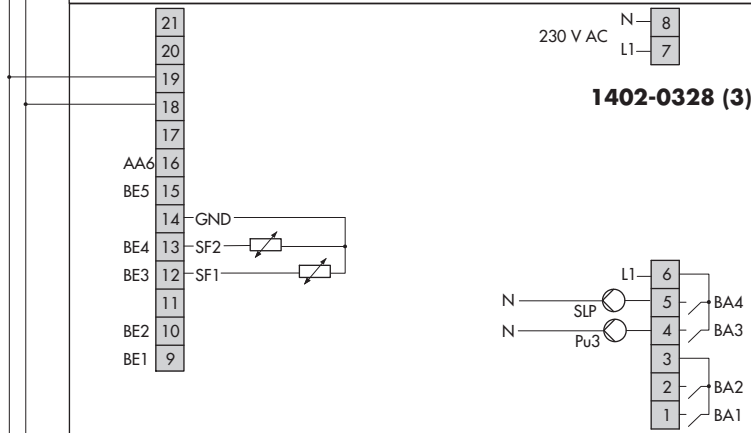 21
20
19
18
17
AA6 16
BE5 15
14 GND
BE4 13 SF2
BE3 12 SF1
11
BE2 10
BE1 9
N 8
230 V AC
L1 7
1402-0328 (3)
L1 6
N SLP 5 BA4
N Pu3 4 BA3
3
2 BA2
1 BA1